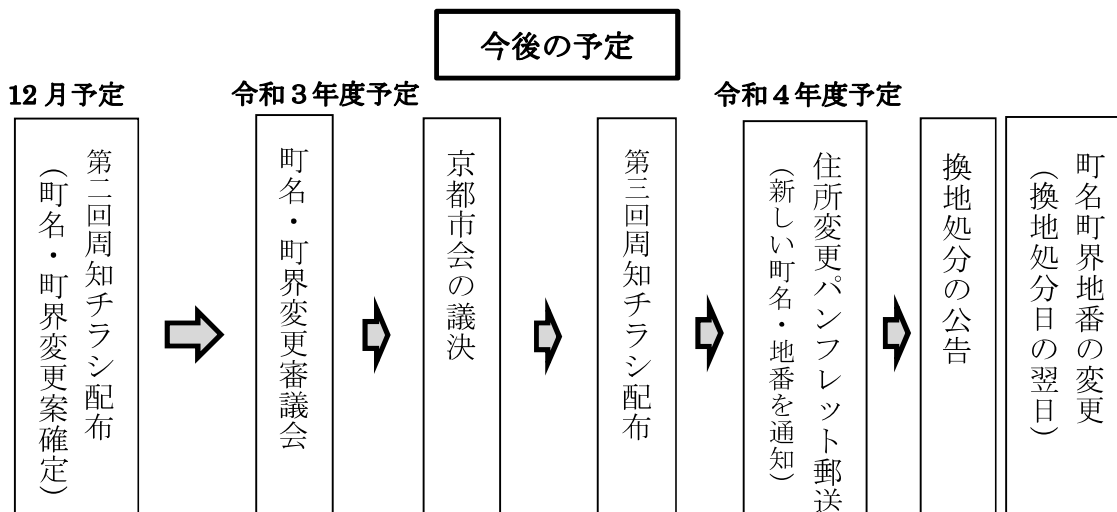 今後の予定
12月予定
第二回周知チラシ配布
（町名・町界変更案確定）
令和３年度予定
町名・町界変更審議会
京都市会の議決
第三回周知チラシ配布
令和４年度予定
住所変更パンフレット郵送
（新しい町名・地番を通知）
換地処分の公告
町名町界地番の変更
（換地処分日の翌日）